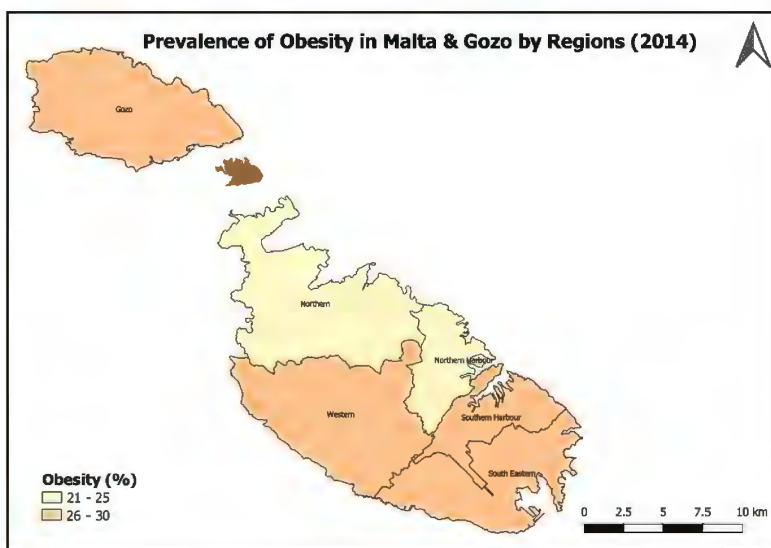 Prevalence of Obesity in Malta & Gozo by Regions (2014)
Gozo
Northern
Northern Harbour
Western
Southern Harbour
South Eastern
Obesity (%)
21 - 25
26 - 30
0 2.5 5 7.5 10 km